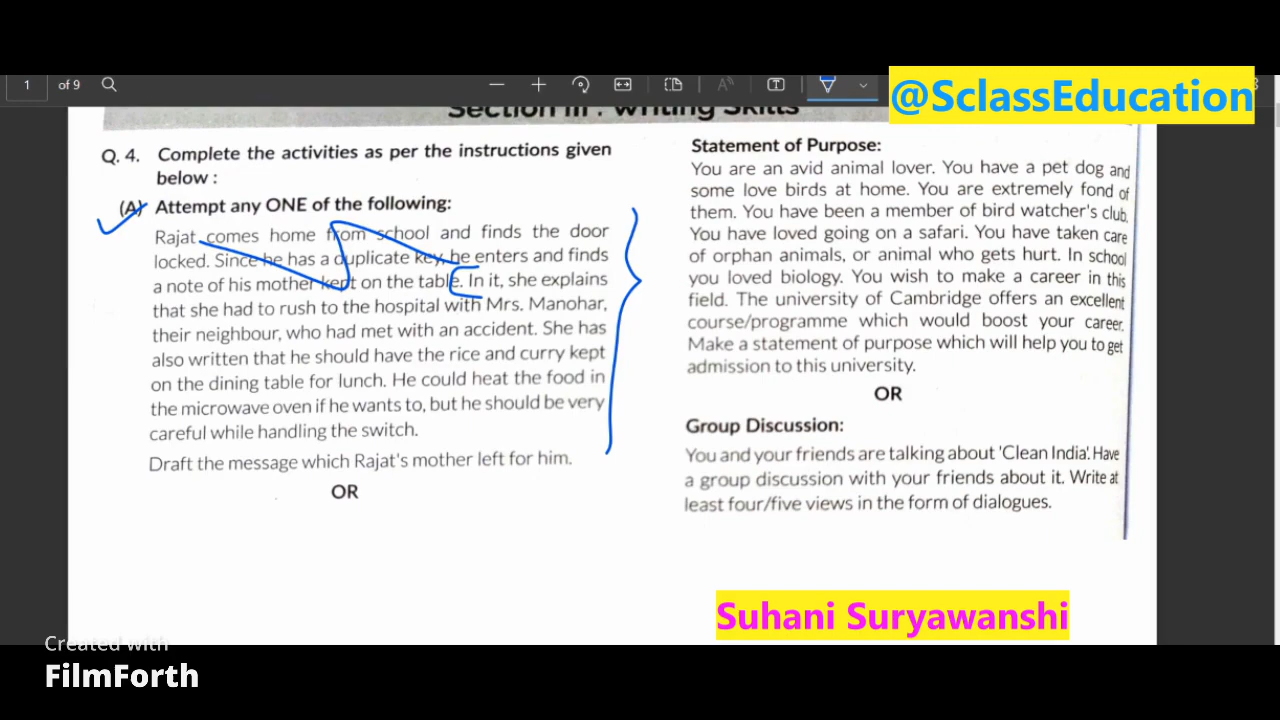 1 of 9
@SclassEducation
Section III : Writing Skills
Q. 4. Complete the activities as per the instructions given
below :
(A) Attempt any ONE of the following:
Rajat comes home from school and finds the door
locked. Since he has a duplicate key, he enters and finds
a note of his mother kept on the table. In it, she explains
that she had to rush to the hospital with Mrs. Manohar,
their neighbour, who had met with an accident. She has
also written that he should have the rice and curry kept
on the dining table for lunch. He could heat the food in
the microwave oven if he wants to, but he should be very
careful while handling the switch.
Draft the message which Rajat's mother left for him.
OR
Statement of Purpose:
You are an avid animal lover. You have a pet dog and
some love birds at home. You are extremely fond of
them. You have been a member of bird watcher's club.
You have loved going on a safari. You have taken care
of orphan animals, or animal who gets hurt. In school
you loved biology. You wish to make a career in this
field. The university of Cambridge offers an excellent
course/programme which would boost your career.
Make a statement of purpose which will help you to get
admission to this university.
OR
Group Discussion:
You and your friends are talking about 'Clean India'. Have
a group discussion with your friends about it. Write at
least four/five views in the form of dialogues.
Suhani Suryawanshi
Created with
FilmForth